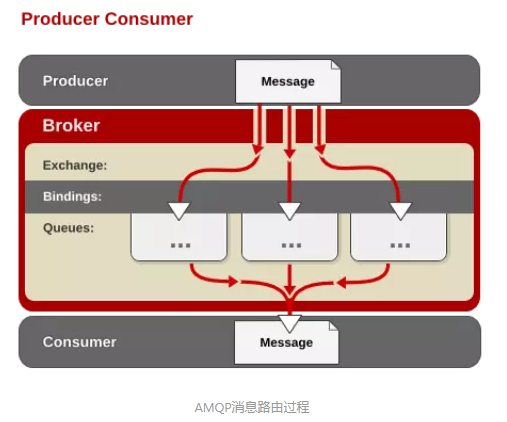 Producer Consumer
Producer
Message
Broker
Exchange:
Bindings:
Queues:
...
...
...
Consumer
Message
AMQP消息路由过程